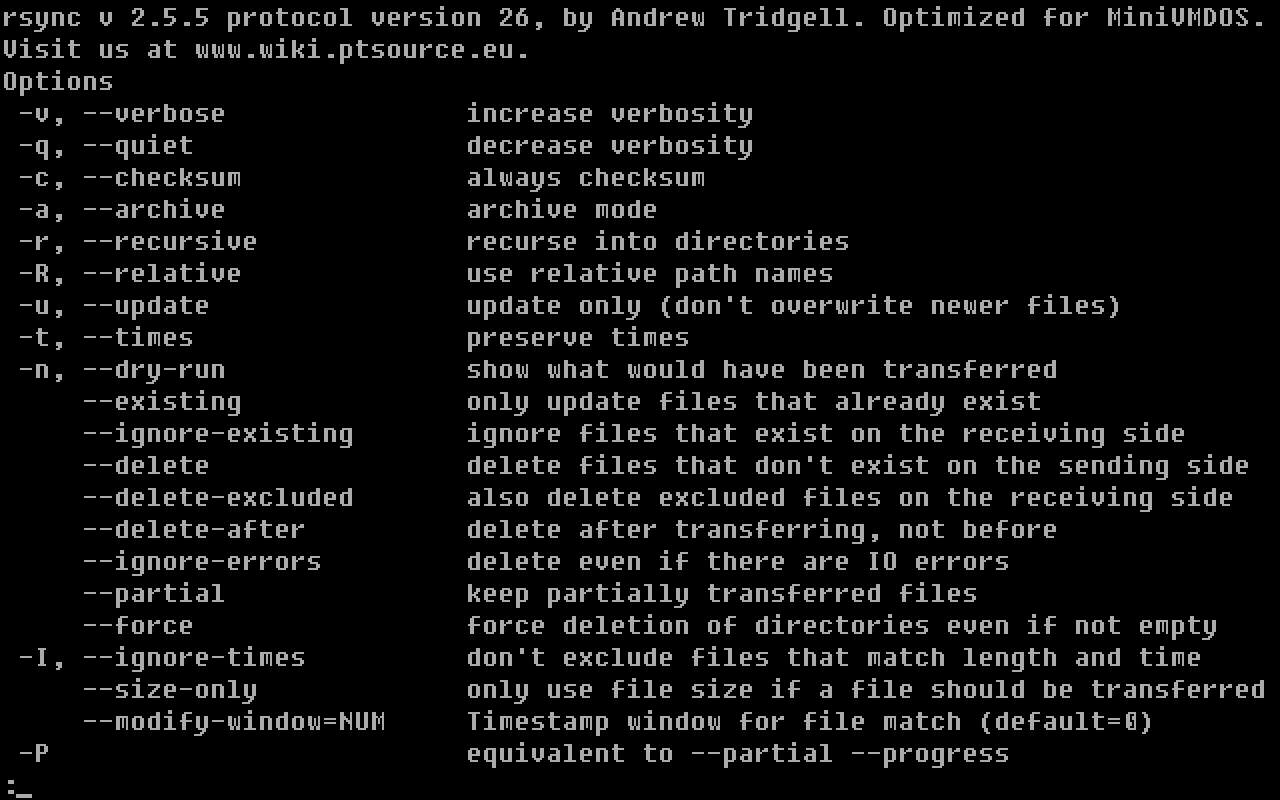 rsync v 2.5.5 protocol version 26, by Andrew Tridgell. Optimized for MiniVMDOS.
Visit us at www.wiki.ptsource.eu.
Options
 -v, --verbose               increase verbosity
 -q, --quiet                 decrease verbosity
 -c, --checksum              always checksum
 -a, --archive               archive mode
 -r, --recursive             recurse into directories
 -R, --relative              use relative path names
 -u, --update                update only (don't overwrite newer files)
 -t, --times                 preserve times
 -n, --dry-run               show what would have been transferred
     --existing              only update files that already exist
     --ignore-existing       ignore files that exist on the receiving side
     --delete                delete files that don't exist on the sending side
     --delete-excluded       also delete excluded files on the receiving side
     --delete-after          delete after transferring, not before
     --ignore-errors         delete even if there are IO errors
     --partial               keep partially transferred files
     --force                 force deletion of directories even if not empty
 -I, --ignore-times          don't exclude files that match length and time
     --size-only             only use file size if a file should be transferred
     --modify-window=NUM     Timestamp window for file match (default=0)
 -P                          equivalent to --partial --progress
:_